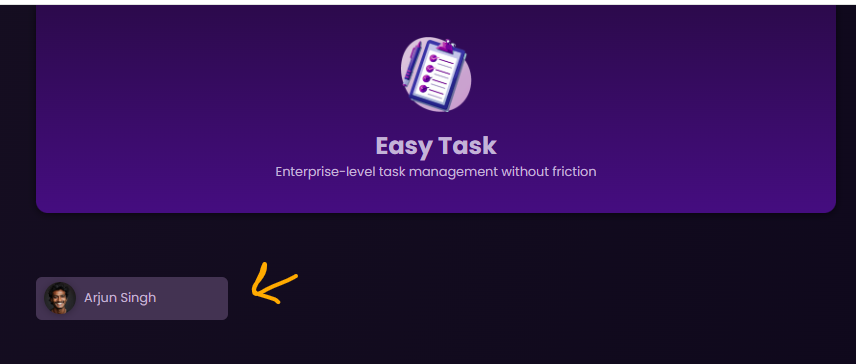 Easy Task
Enterprise-level task management without friction
Arjun Singh